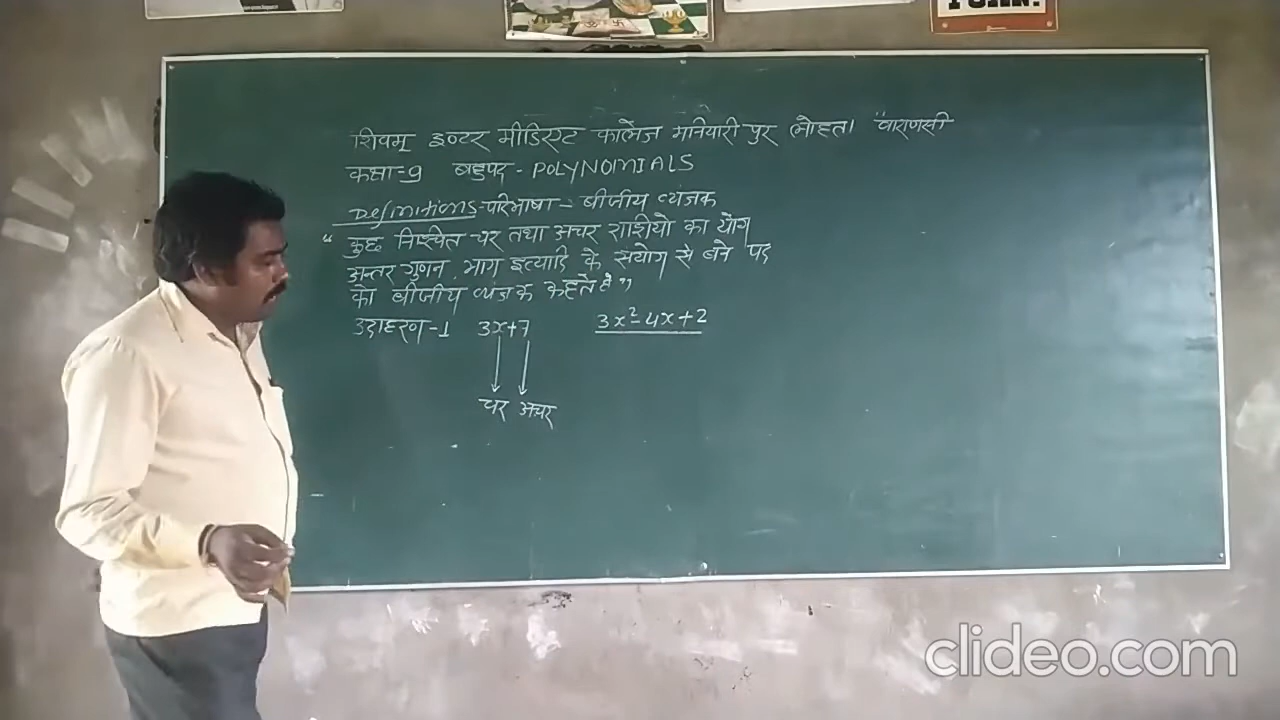 शिवम् इन्टर मीडिएट कालेज मनियारी पुर लोहता "वाराणसी
कक्षा-9 बहुपद - POLYNOMIALS
Definitions-परिभाषा - बीजीय व्यंजक
" कुछ निश्चित चर तथा अचर राशियो का योग
अन्तर गुणन भाग इत्यादि के संयोग से बने पद
को बीजीय व्यंजक कहते है "
उदाहरण-1 3x+7 3x²-4x+2
चर अचर
clideo.com